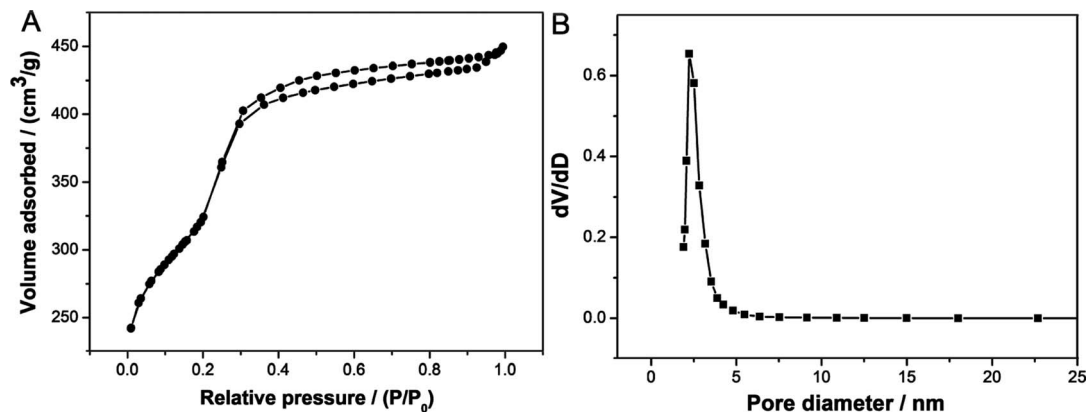 A
Volume adsorbed / (cm³/g)
450
400
350
300
250
0.0 0.2 0.4 0.6 0.8 1.0
Relative pressure / (P/P₀)
B
dV/dD
0.6
0.4
0.2
0.0
0 5 10 15 20 25
Pore diameter / nm